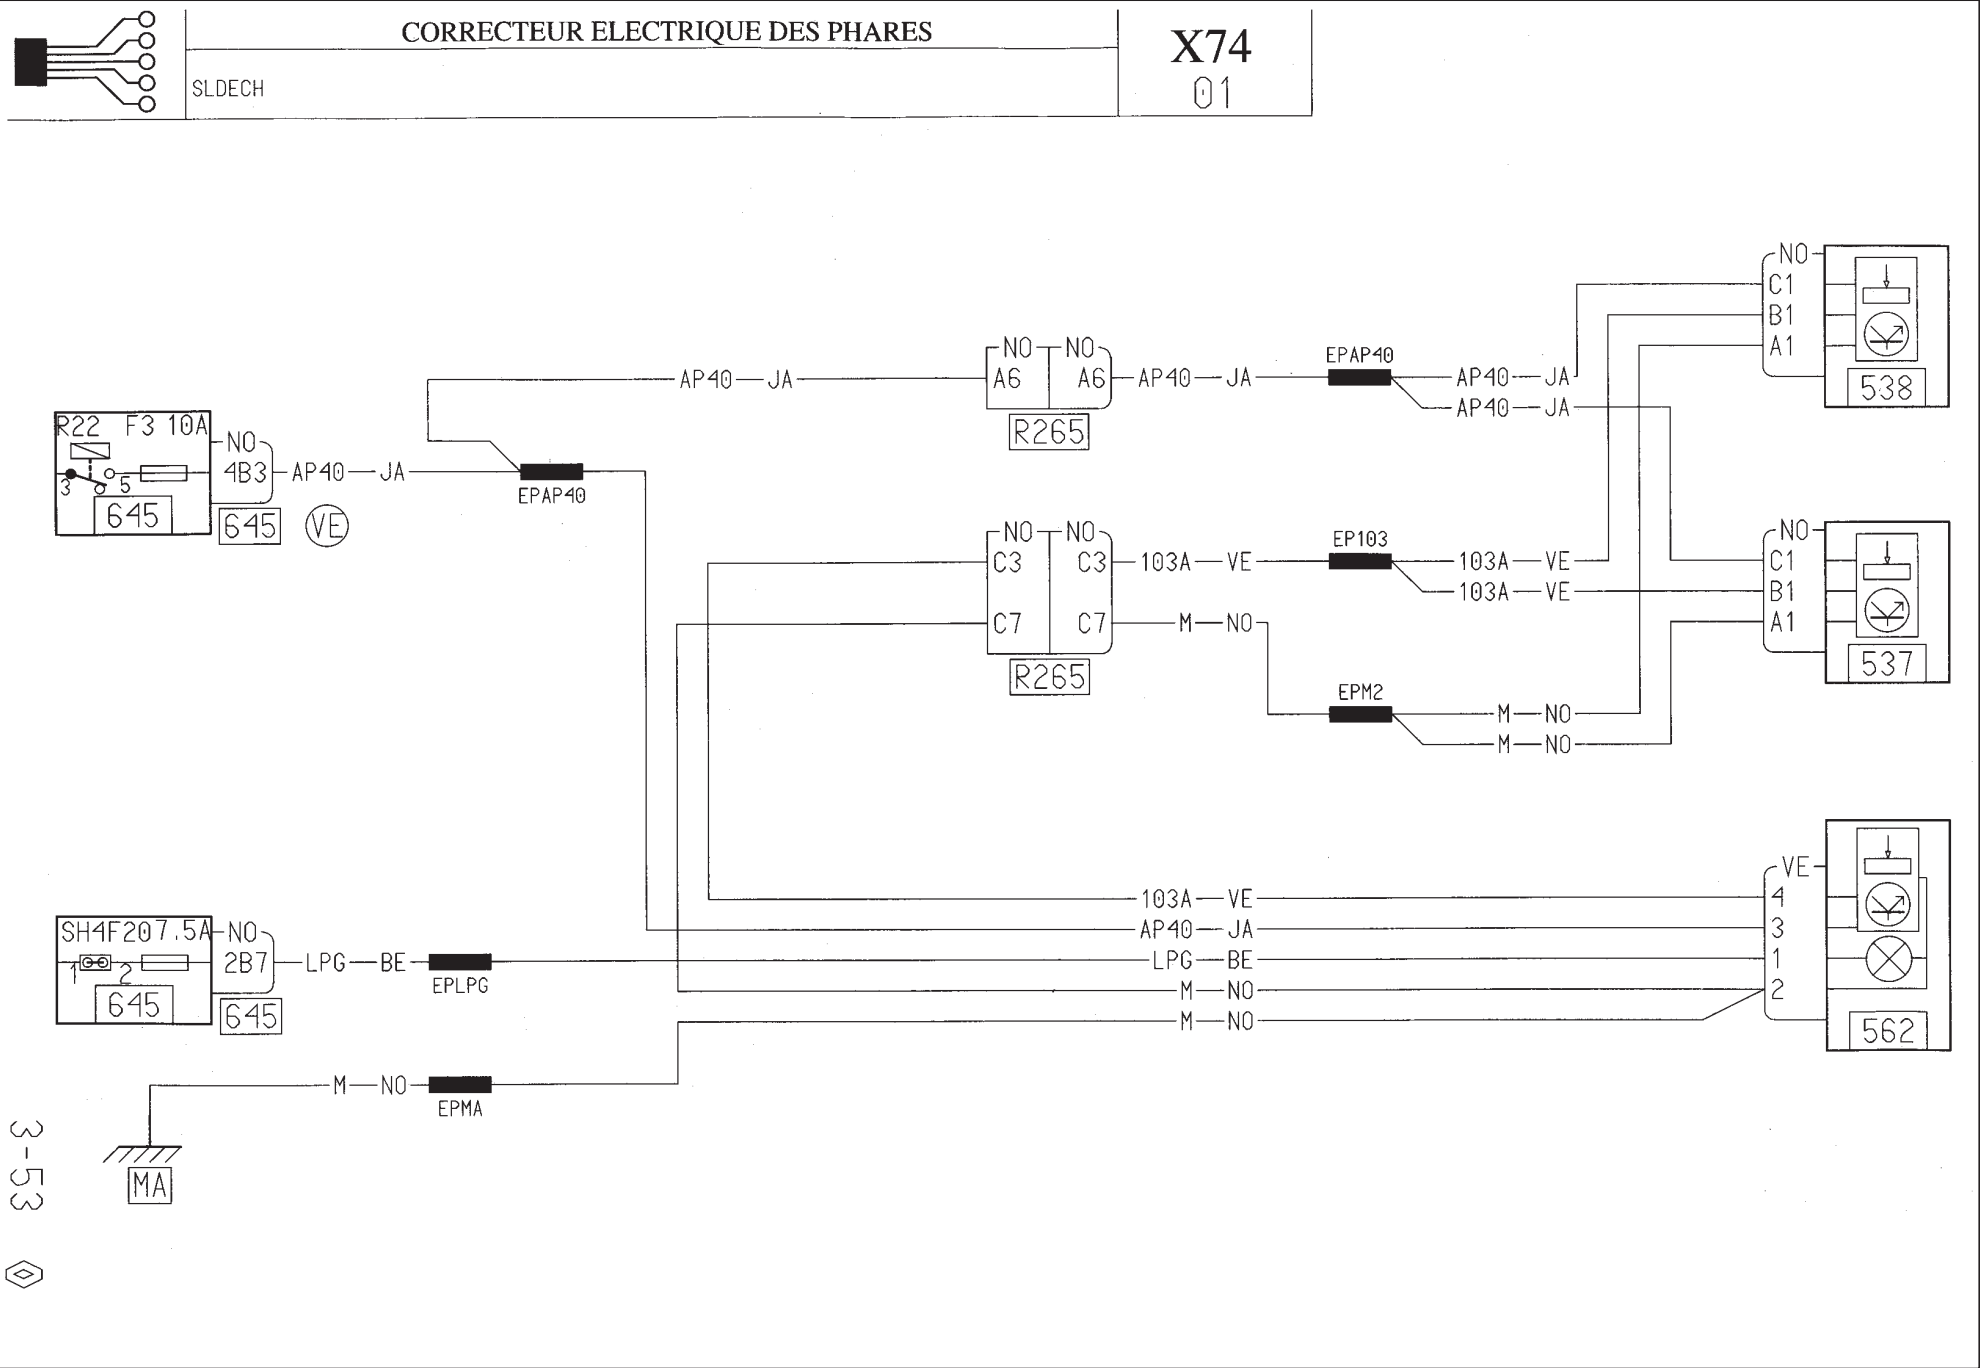 CORRECTEUR ELECTRIQUE DES PHARES
X74
SLDECH
01
NO
C1
B1
A1
538
NO NO
A6 A6
R265
AP40 JA
AP40 JA
EPAP40
AP40 JA
AP40 JA
R22 F3 10A
3 5
645
NO
4B3
645
VE
AP40 JA
EPAP40
NO NO
C3 C3
C7 C7
R265
103A VE
EP103
103A VE
103A VE
M NO
EPM2
M NO
M NO
NO
C1
B1
A1
537
VE
4
3
1
2
562
103A VE
AP40 JA
LPG BE
M NO
M NO
SH4F207.5A
1 2
645
NO
2B7
645
LPG BE
EPLPG
M NO
EPMA
MA
3-53